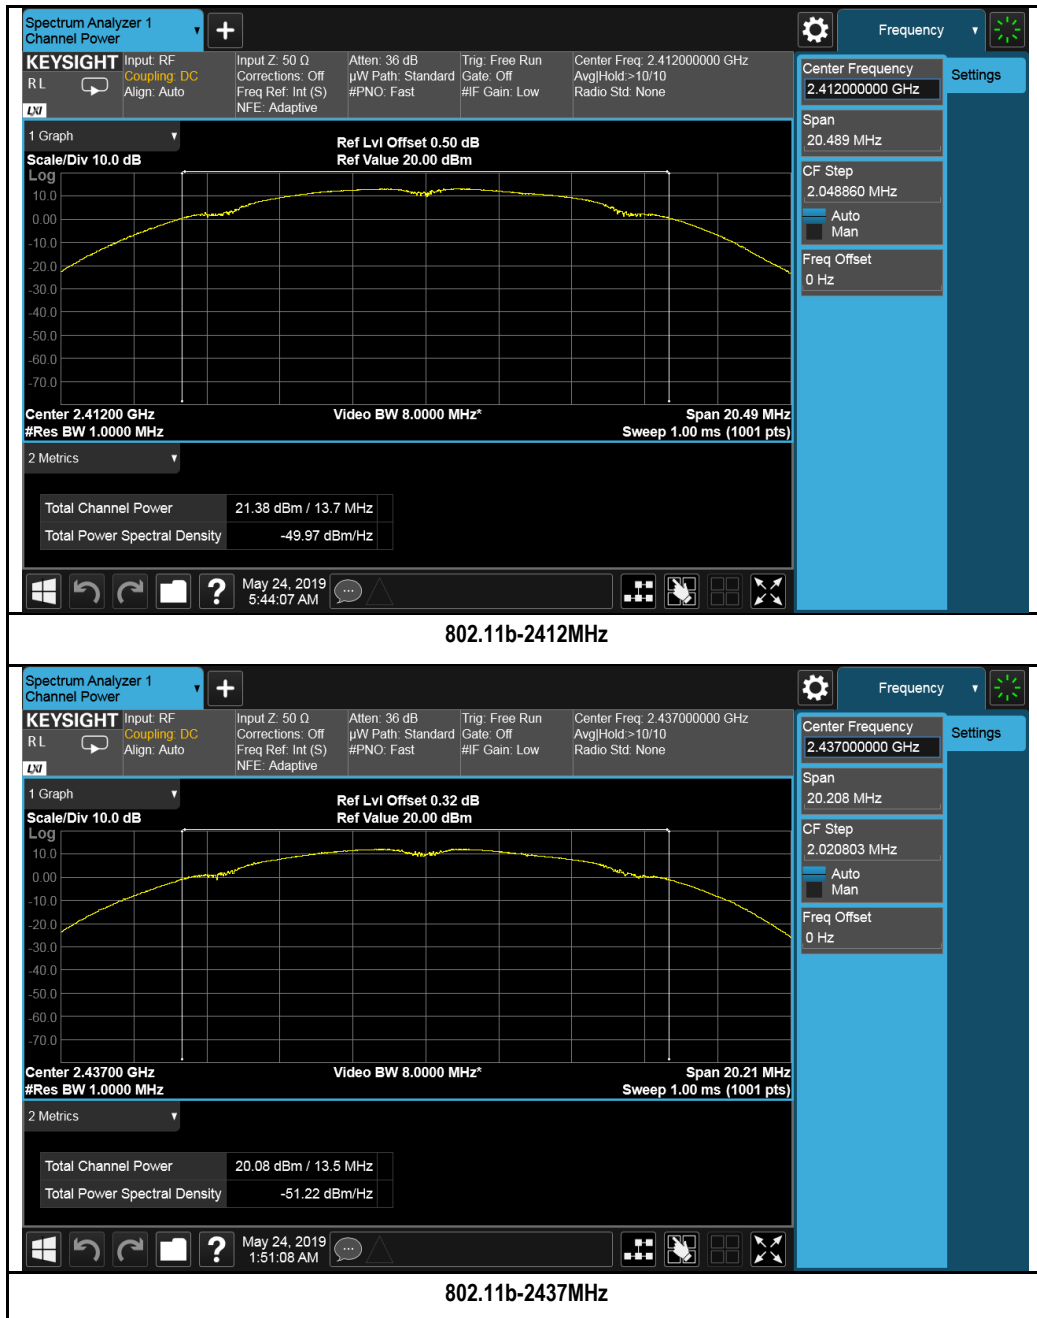 Spectrum Analyzer 1
Channel Power
Frequency
KEYSIGHT
R L
LXI
Input: RF
Coupling: DC
Align: Auto
Input Z: 50 Ω
Corrections: Off
Freq Ref: Int (S)
NFE: Adaptive
Atten: 36 dB
µW Path: Standard
#PNO: Fast
Trig: Free Run
Gate: Off
#IF Gain: Low
Center Freq: 2.412000000 GHz
Avg|Hold:>10/10
Radio Std: None
Center Frequency
2.412000000 GHz
Settings
Span
20.489 MHz
CF Step
2.048860 MHz
Auto
Man
Freq Offset
0 Hz
1 Graph
Scale/Div 10.0 dB
Ref Lvl Offset 0.50 dB
Ref Value 20.00 dBm
Log
10.0
0.00
-10.0
-20.0
-30.0
-40.0
-50.0
-60.0
-70.0
Center 2.41200 GHz
#Res BW 1.0000 MHz
Video BW 8.0000 MHz*
Span 20.49 MHz
Sweep 1.00 ms (1001 pts)
2 Metrics
Total Channel Power 21.38 dBm / 13.7 MHz
Total Power Spectral Density -49.97 dBm/Hz
?
May 24, 2019
5:44:07 AM
802.11b-2412MHz
Spectrum Analyzer 1
Channel Power
Frequency
KEYSIGHT
R L
LXI
Input: RF
Coupling: DC
Align: Auto
Input Z: 50 Ω
Corrections: Off
Freq Ref: Int (S)
NFE: Adaptive
Atten: 36 dB
µW Path: Standard
#PNO: Fast
Trig: Free Run
Gate: Off
#IF Gain: Low
Center Freq: 2.437000000 GHz
Avg|Hold:>10/10
Radio Std: None
Center Frequency
2.437000000 GHz
Settings
Span
20.208 MHz
CF Step
2.020803 MHz
Auto
Man
Freq Offset
0 Hz
1 Graph
Scale/Div 10.0 dB
Ref Lvl Offset 0.32 dB
Ref Value 20.00 dBm
Log
10.0
0.00
-10.0
-20.0
-30.0
-40.0
-50.0
-60.0
-70.0
Center 2.43700 GHz
#Res BW 1.0000 MHz
Video BW 8.0000 MHz*
Span 20.21 MHz
Sweep 1.00 ms (1001 pts)
2 Metrics
Total Channel Power 20.08 dBm / 13.5 MHz
Total Power Spectral Density -51.22 dBm/Hz
?
May 24, 2019
1:51:08 AM
802.11b-2437MHz